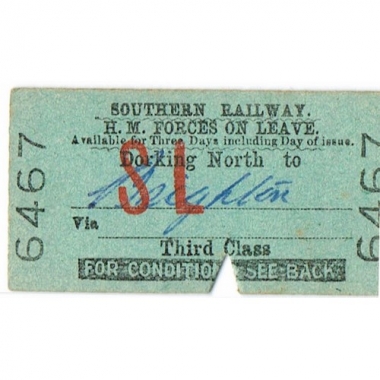 SOUTHERN RAILWAY.
H. M. FORCES ON LEAVE.
Available for Three Days including Day of issue.
Dorking North to
Brighton
SL
Via
Third Class
FOR CONDITIONS SEE BACK
6467
6467